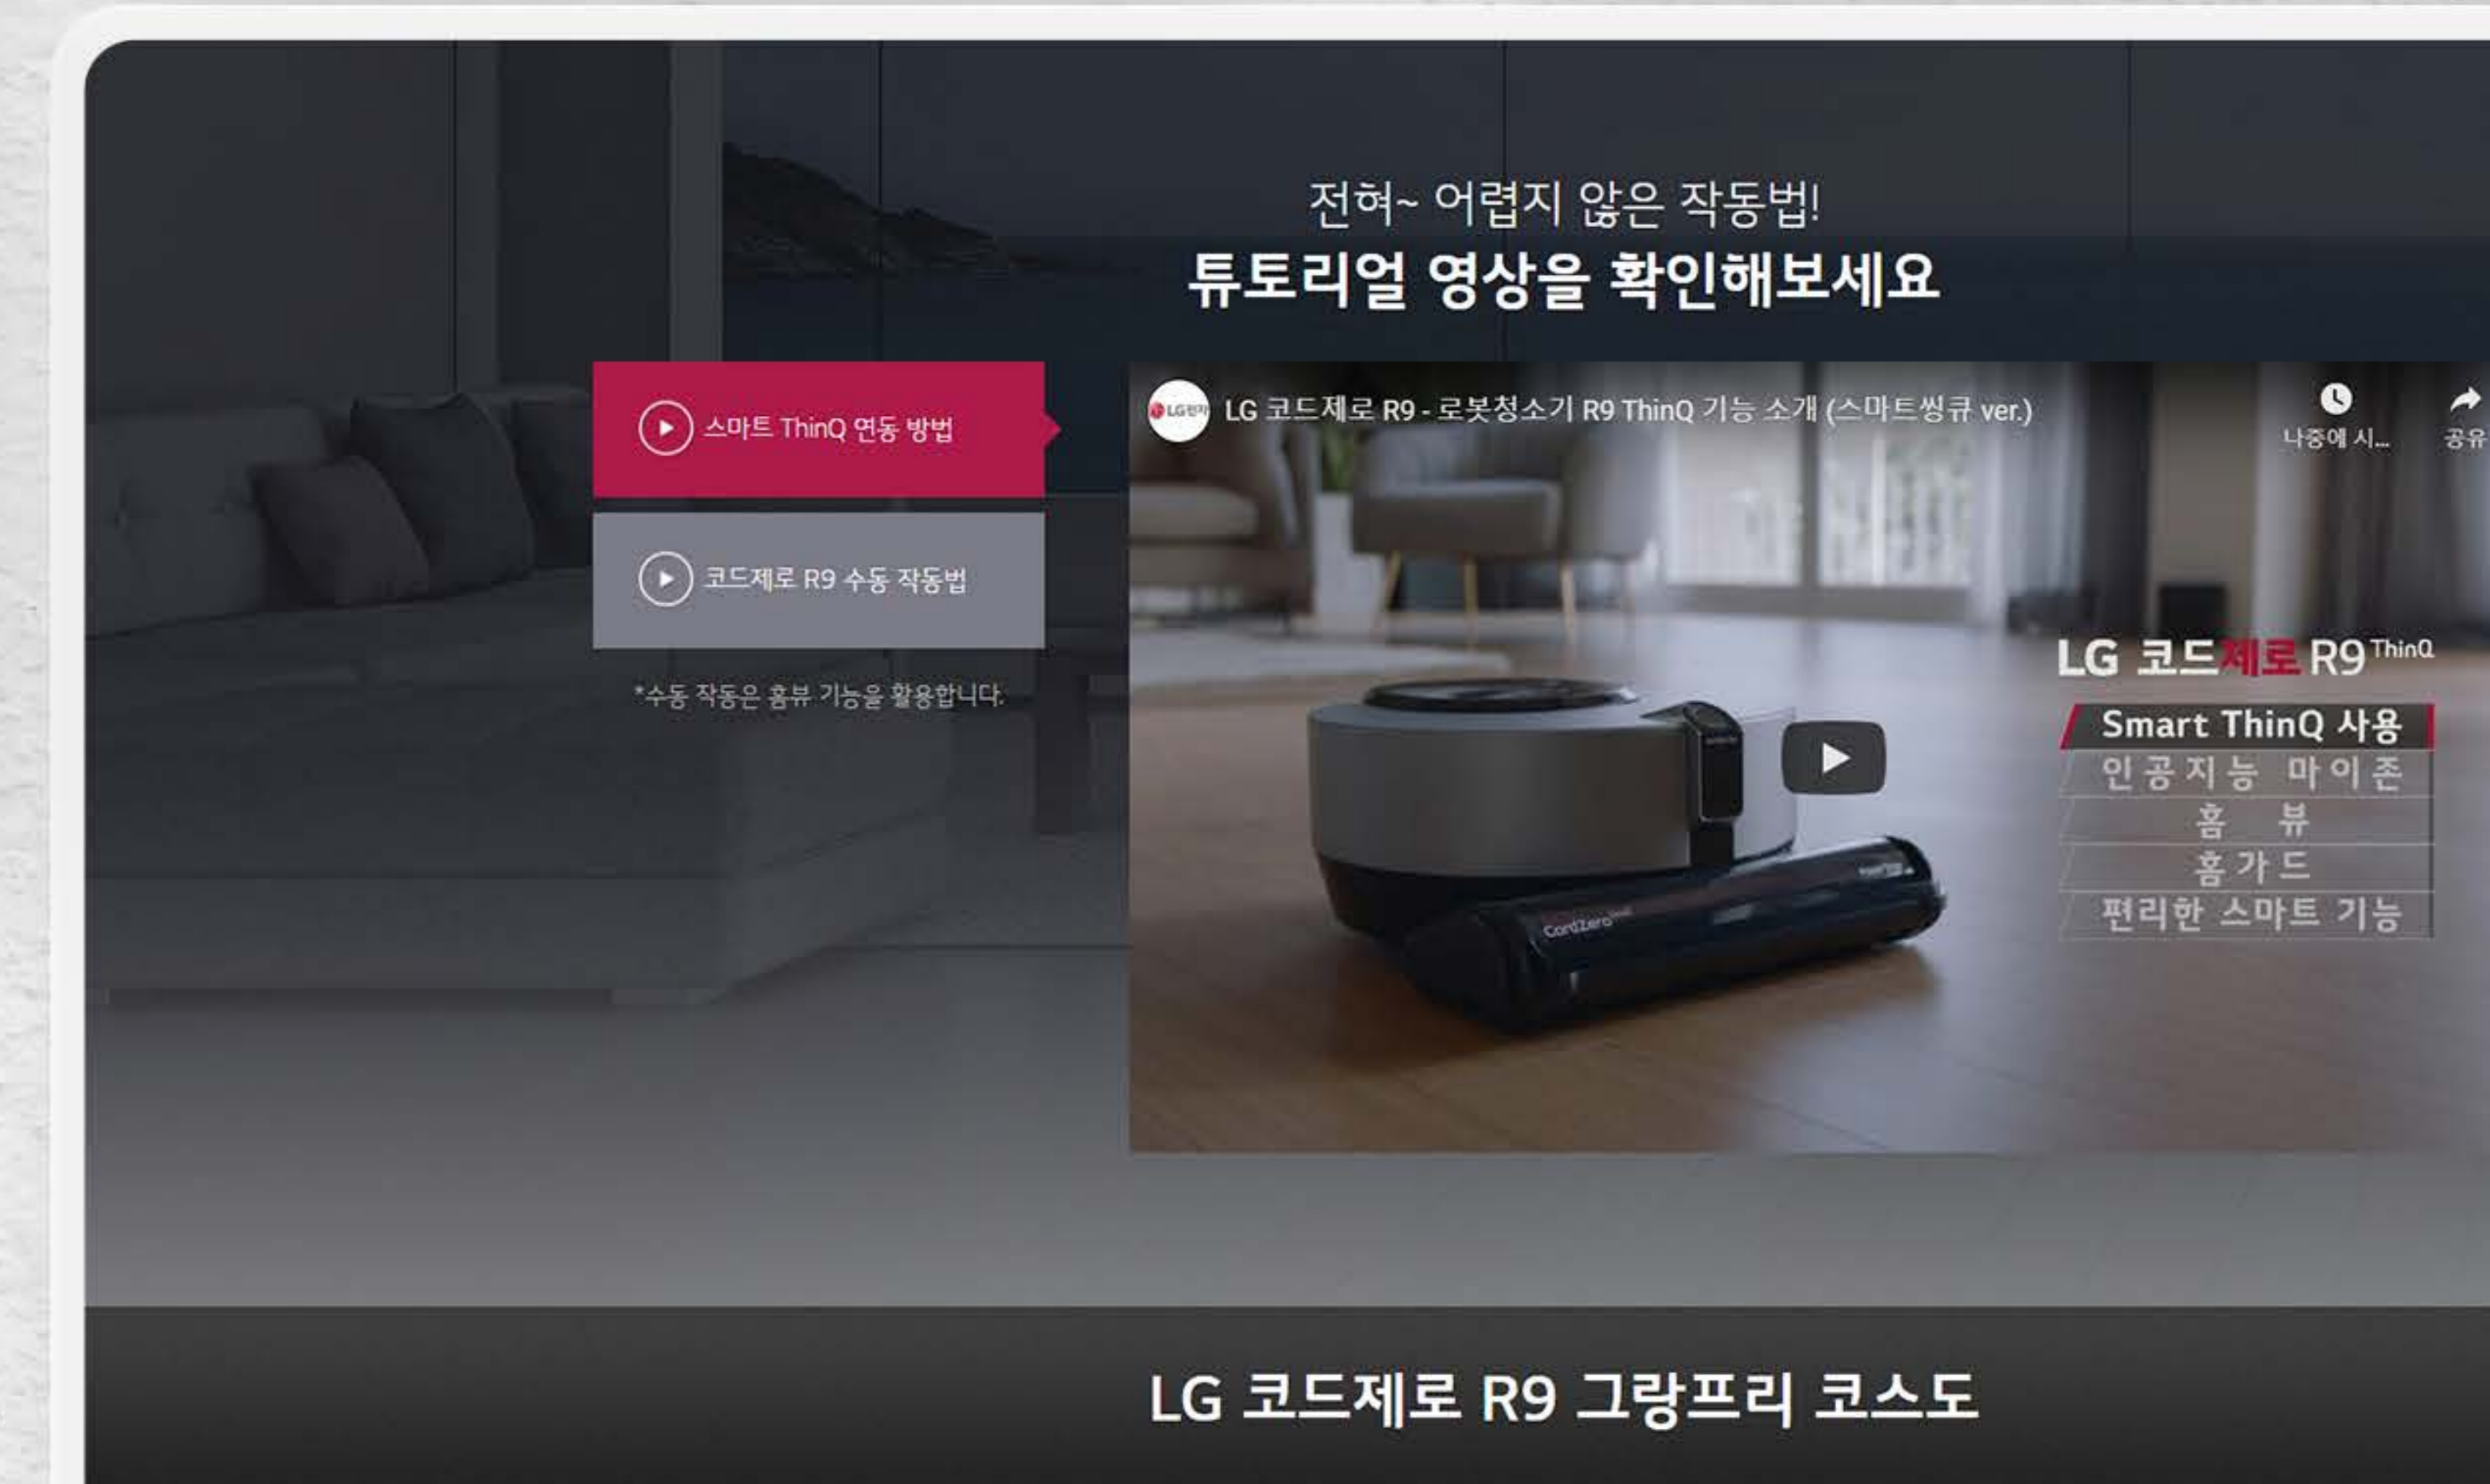 전혀~ 어렵지 않은 작동법!
튜토리얼 영상을 확인해보세요
스마트 ThinQ 연동 방법
코드제로 R9 수동 작동법
*수동 작동은 홈뷰 기능을 활용합니다.
LG전자
LG 코드제로 R9 - 로봇청소기 R9 ThinQ 기능 소개 (스마트씽큐 ver.)
나중에 시...
공유
LG 코드제로 R9 ThinQ
Smart ThinQ 사용
인공지능 마이존
홈 뷰
홈가드
편리한 스마트 기능
CordZero
LG 코드제로 R9 그랑프리 코스도